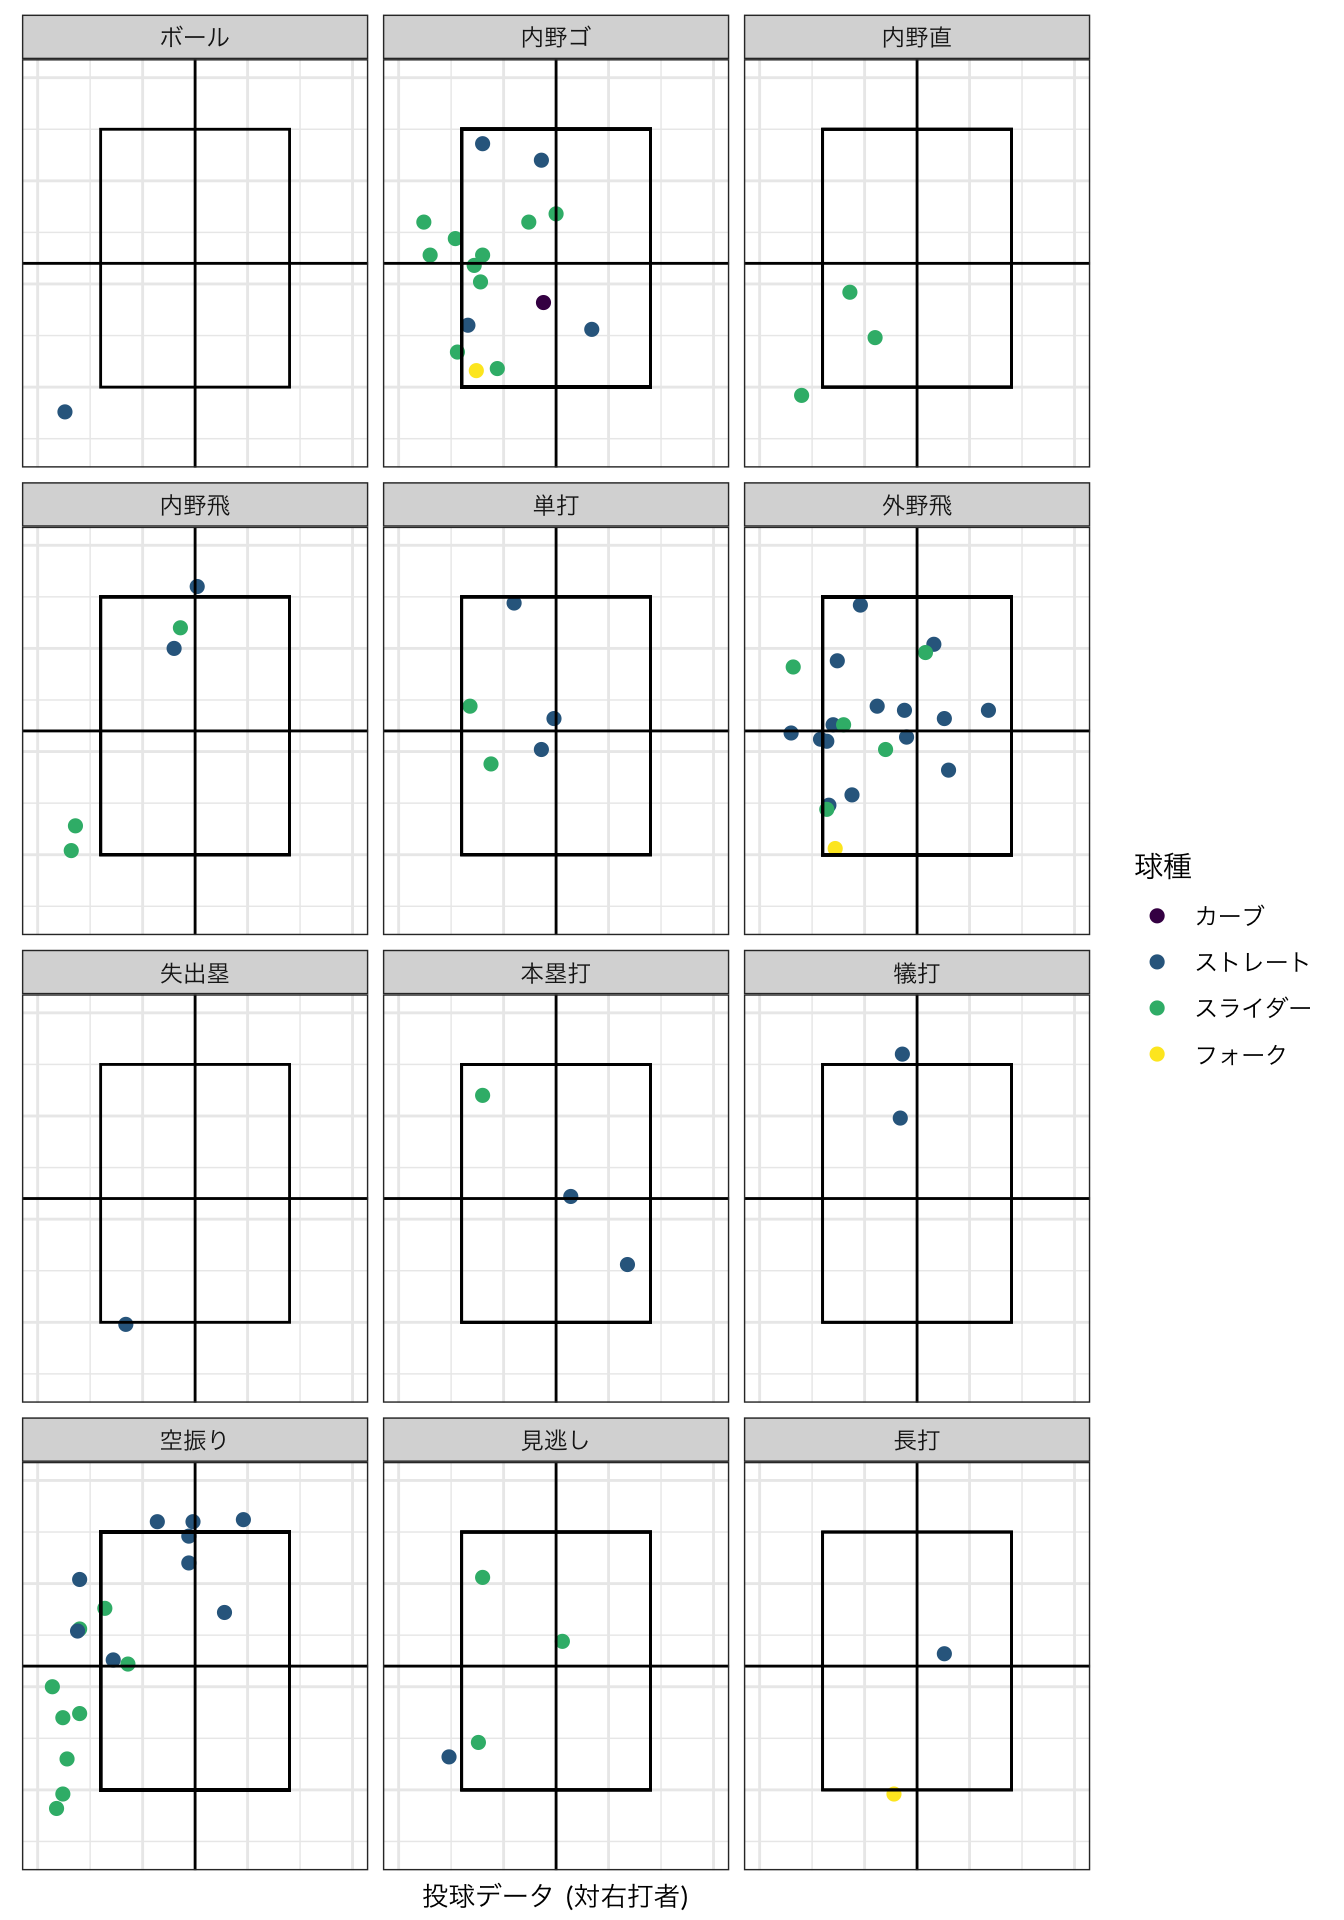 ボール
内野ゴ
内野直
内野飛
単打
外野飛
失出塁
本塁打
犠打
空振り
見逃し
長打
球種
カーブ
ストレート
スライダー
フォーク
投球データ (対右打者)